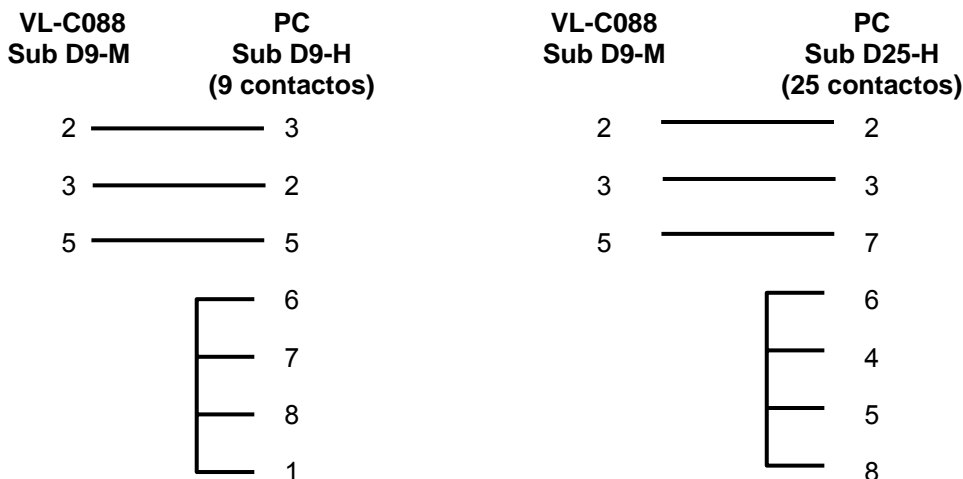 VL-C088 PC VL-C088 PC
Sub D9-M Sub D9-H Sub D9-M Sub D25-H
(9 contactos) (25 contactos)
2 3 2 2
3 2 3 3
5 5 5 7
6 6
7 4
8 5
1 8